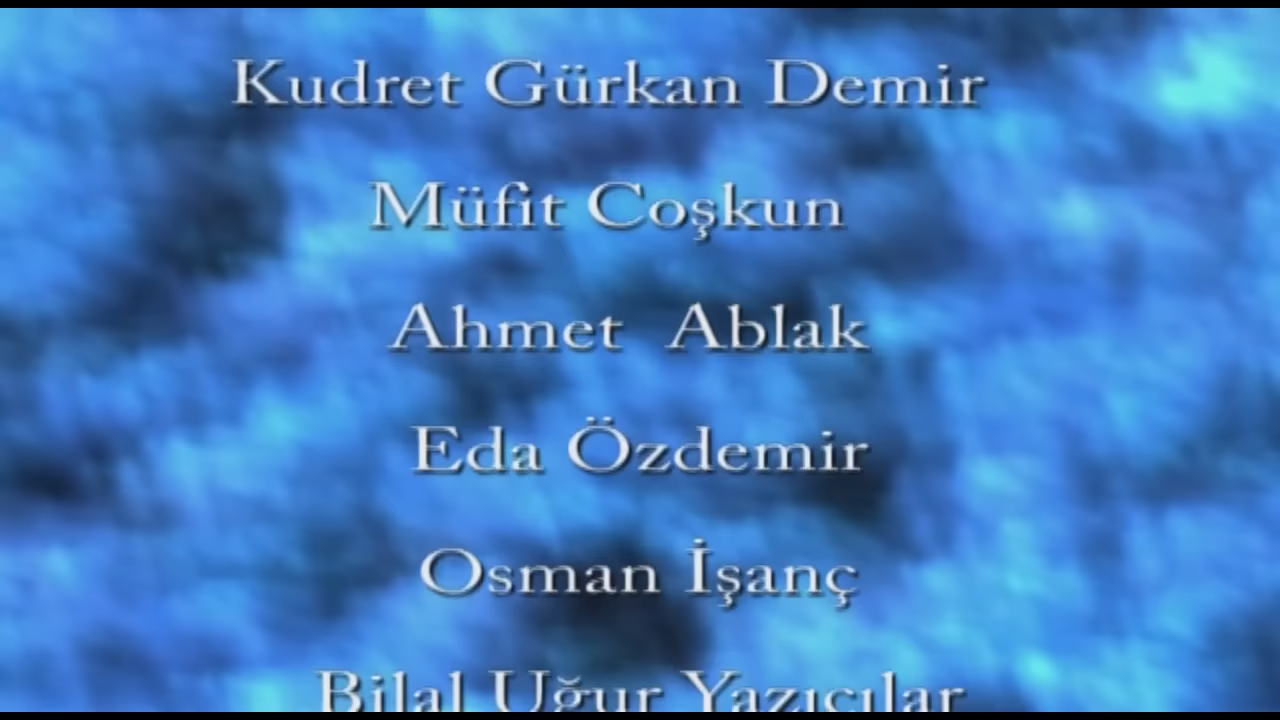 Kudret Gürkan Demir
Müfit Coşkun
Ahmet Ablak
Eda Özdemir
Osman İşanç
Bilal Uğur Yazıcılar